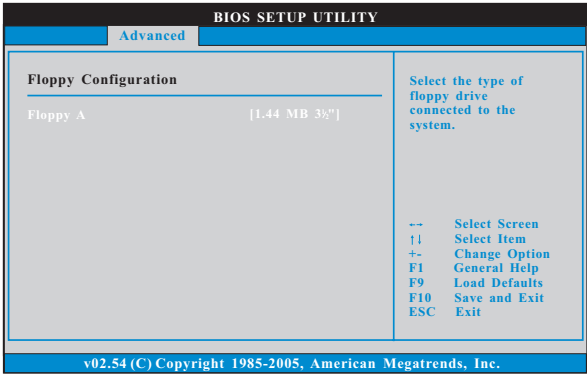 BIOS SETUP UTILITY
Advanced
Floppy Configuration
Floppy A [1.44 MB 3½"]
Select the type of
floppy drive
connected to the
system.
←→ Select Screen
↑↓ Select Item
+- Change Option
F1 General Help
F9 Load Defaults
F10 Save and Exit
ESC Exit
v02.54 (C) Copyright 1985-2005, American Megatrends, Inc.